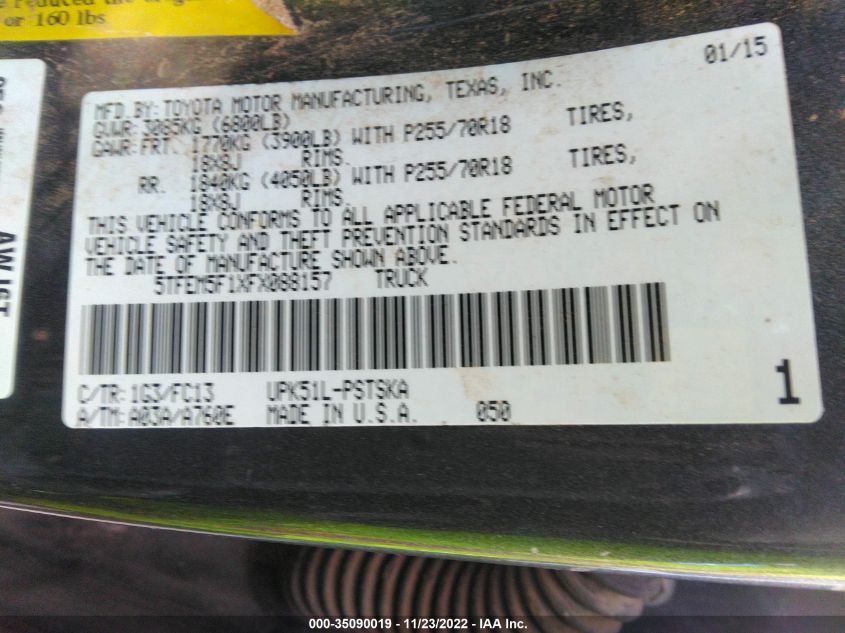 or 160 lbs
01/15
MFD BY: TOYOTA MOTOR MANUFACTURING, TEXAS, INC.
GVWR: 3085KG (6800LB)
GAWR: FRT. 1770KG (3900LB) WITH P255/70R18 TIRES,
18X8J RIMS.
RR. 1840KG (4050LB) WITH P255/70R18 TIRES,
18X8J RIMS.
THIS VEHICLE CONFORMS TO ALL APPLICABLE FEDERAL MOTOR
VEHICLE SAFETY AND THEFT PREVENTION STANDARDS IN EFFECT ON
THE DATE OF MANUFACTURE SHOWN ABOVE.
5TFEM5F1XFX088157 TRUCK
C/TR: 1G3/FC13 UPK51L-PSTSKA
A/TM: A03A/A760E MADE IN U.S.A. 050
1
000-35090019 - 11/23/2022 - IAA Inc.